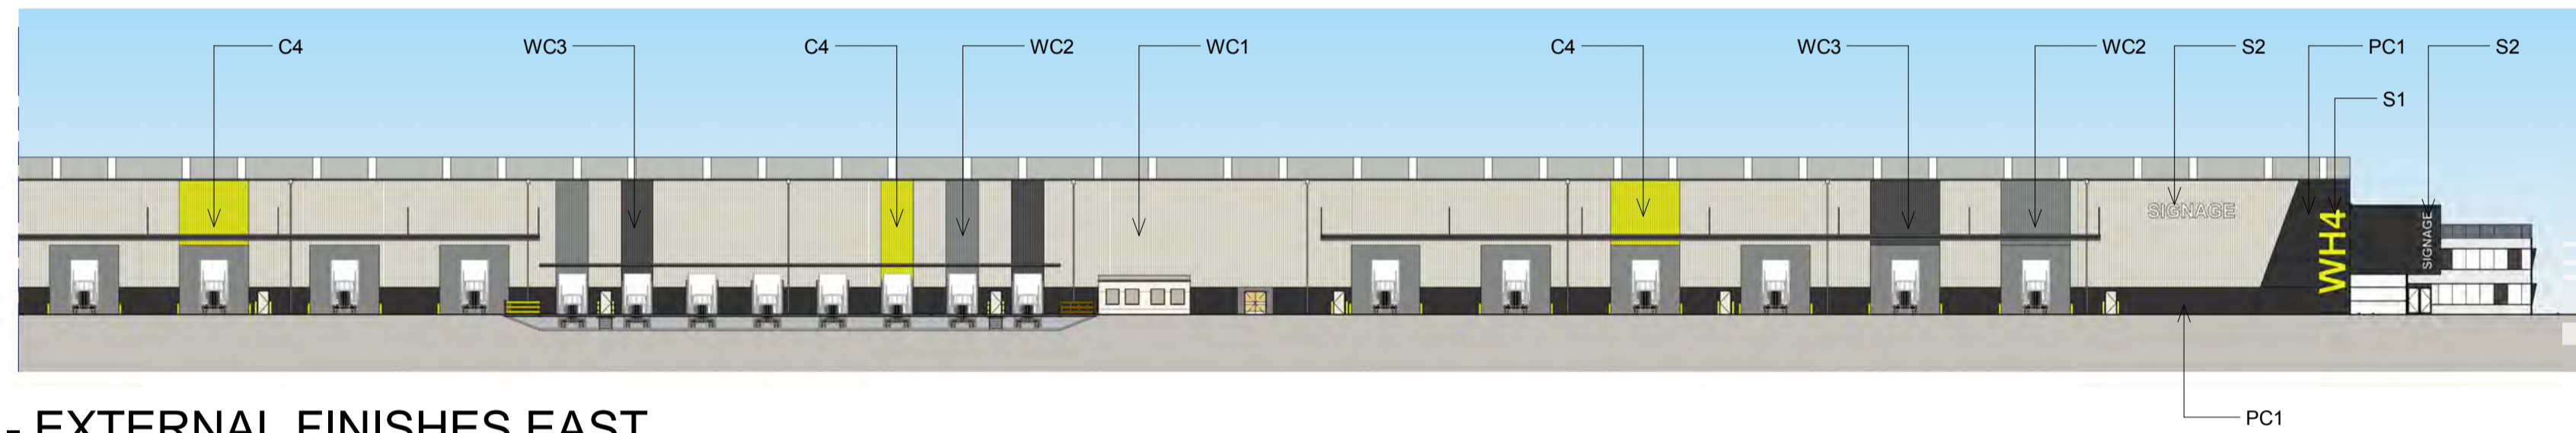 C4 WC3 C4 WC2 WC1 C4 WC3 WC2 S2 PC1 S2
S1
SIGNAGE
WH4
SIGNAGE
PC1
- EXTERNAL FINISHES EAST